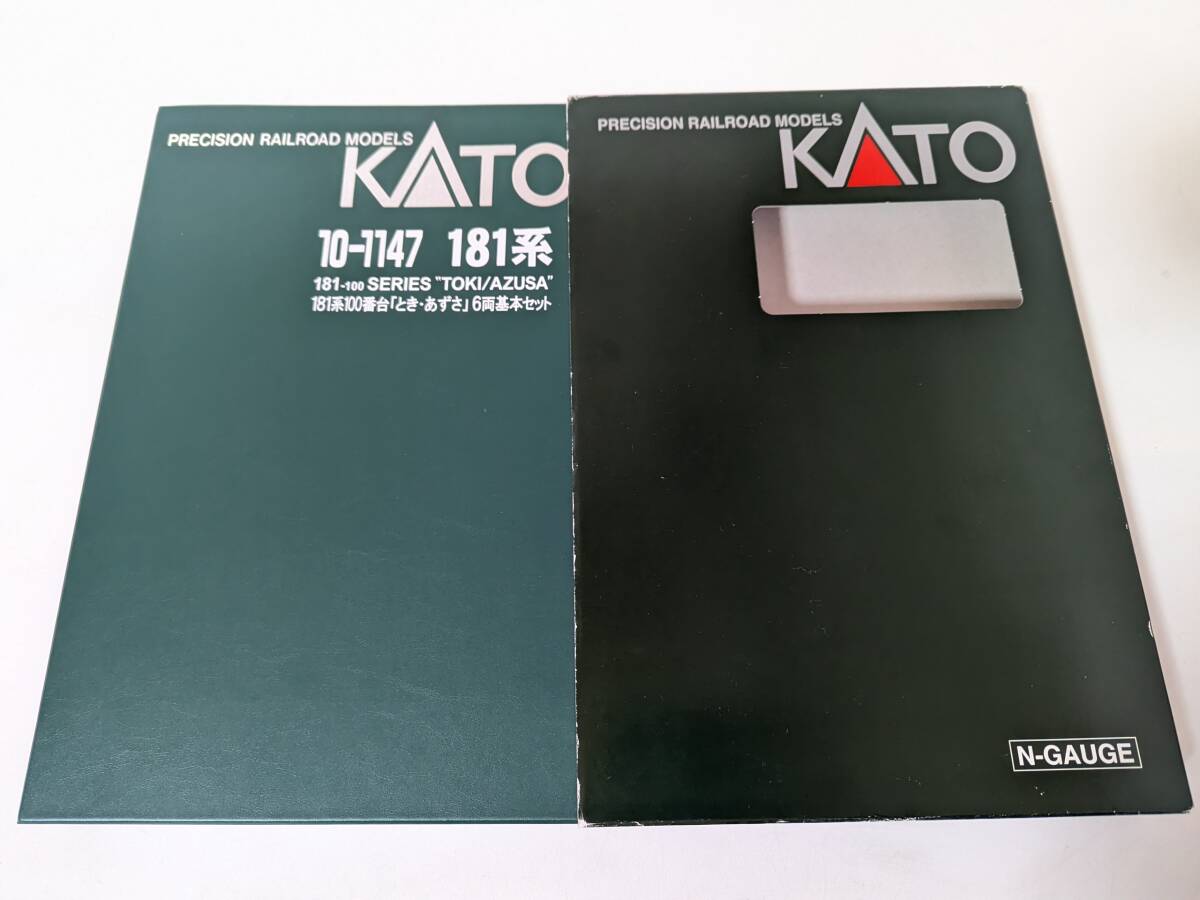 PRECISION RAILROAD MODELS
KATO
10-1147 181系
181-100 SERIES "TOKI/AZUSA"
181系100番台「とき・あずさ」6両基本セット
PRECISION RAILROAD MODELS
KATO
N-GAUGE